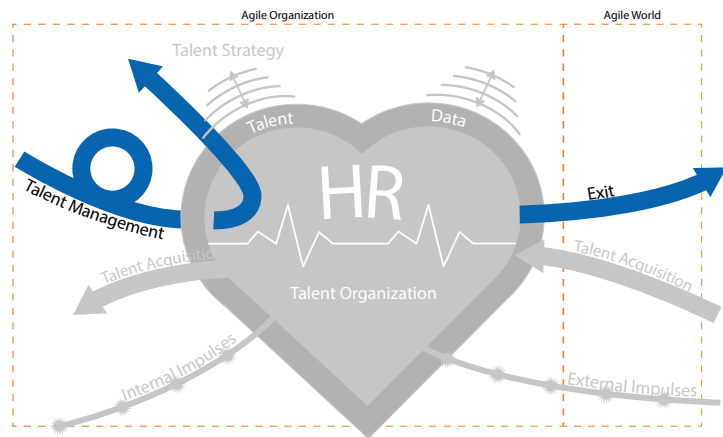 Agile Organization
Agile World
Talent Strategy
Talent
Data
HR
Talent Management
Exit
Talent Acquisition
Talent Acquisition
Talent Organization
Internal Impulses
External Impulses